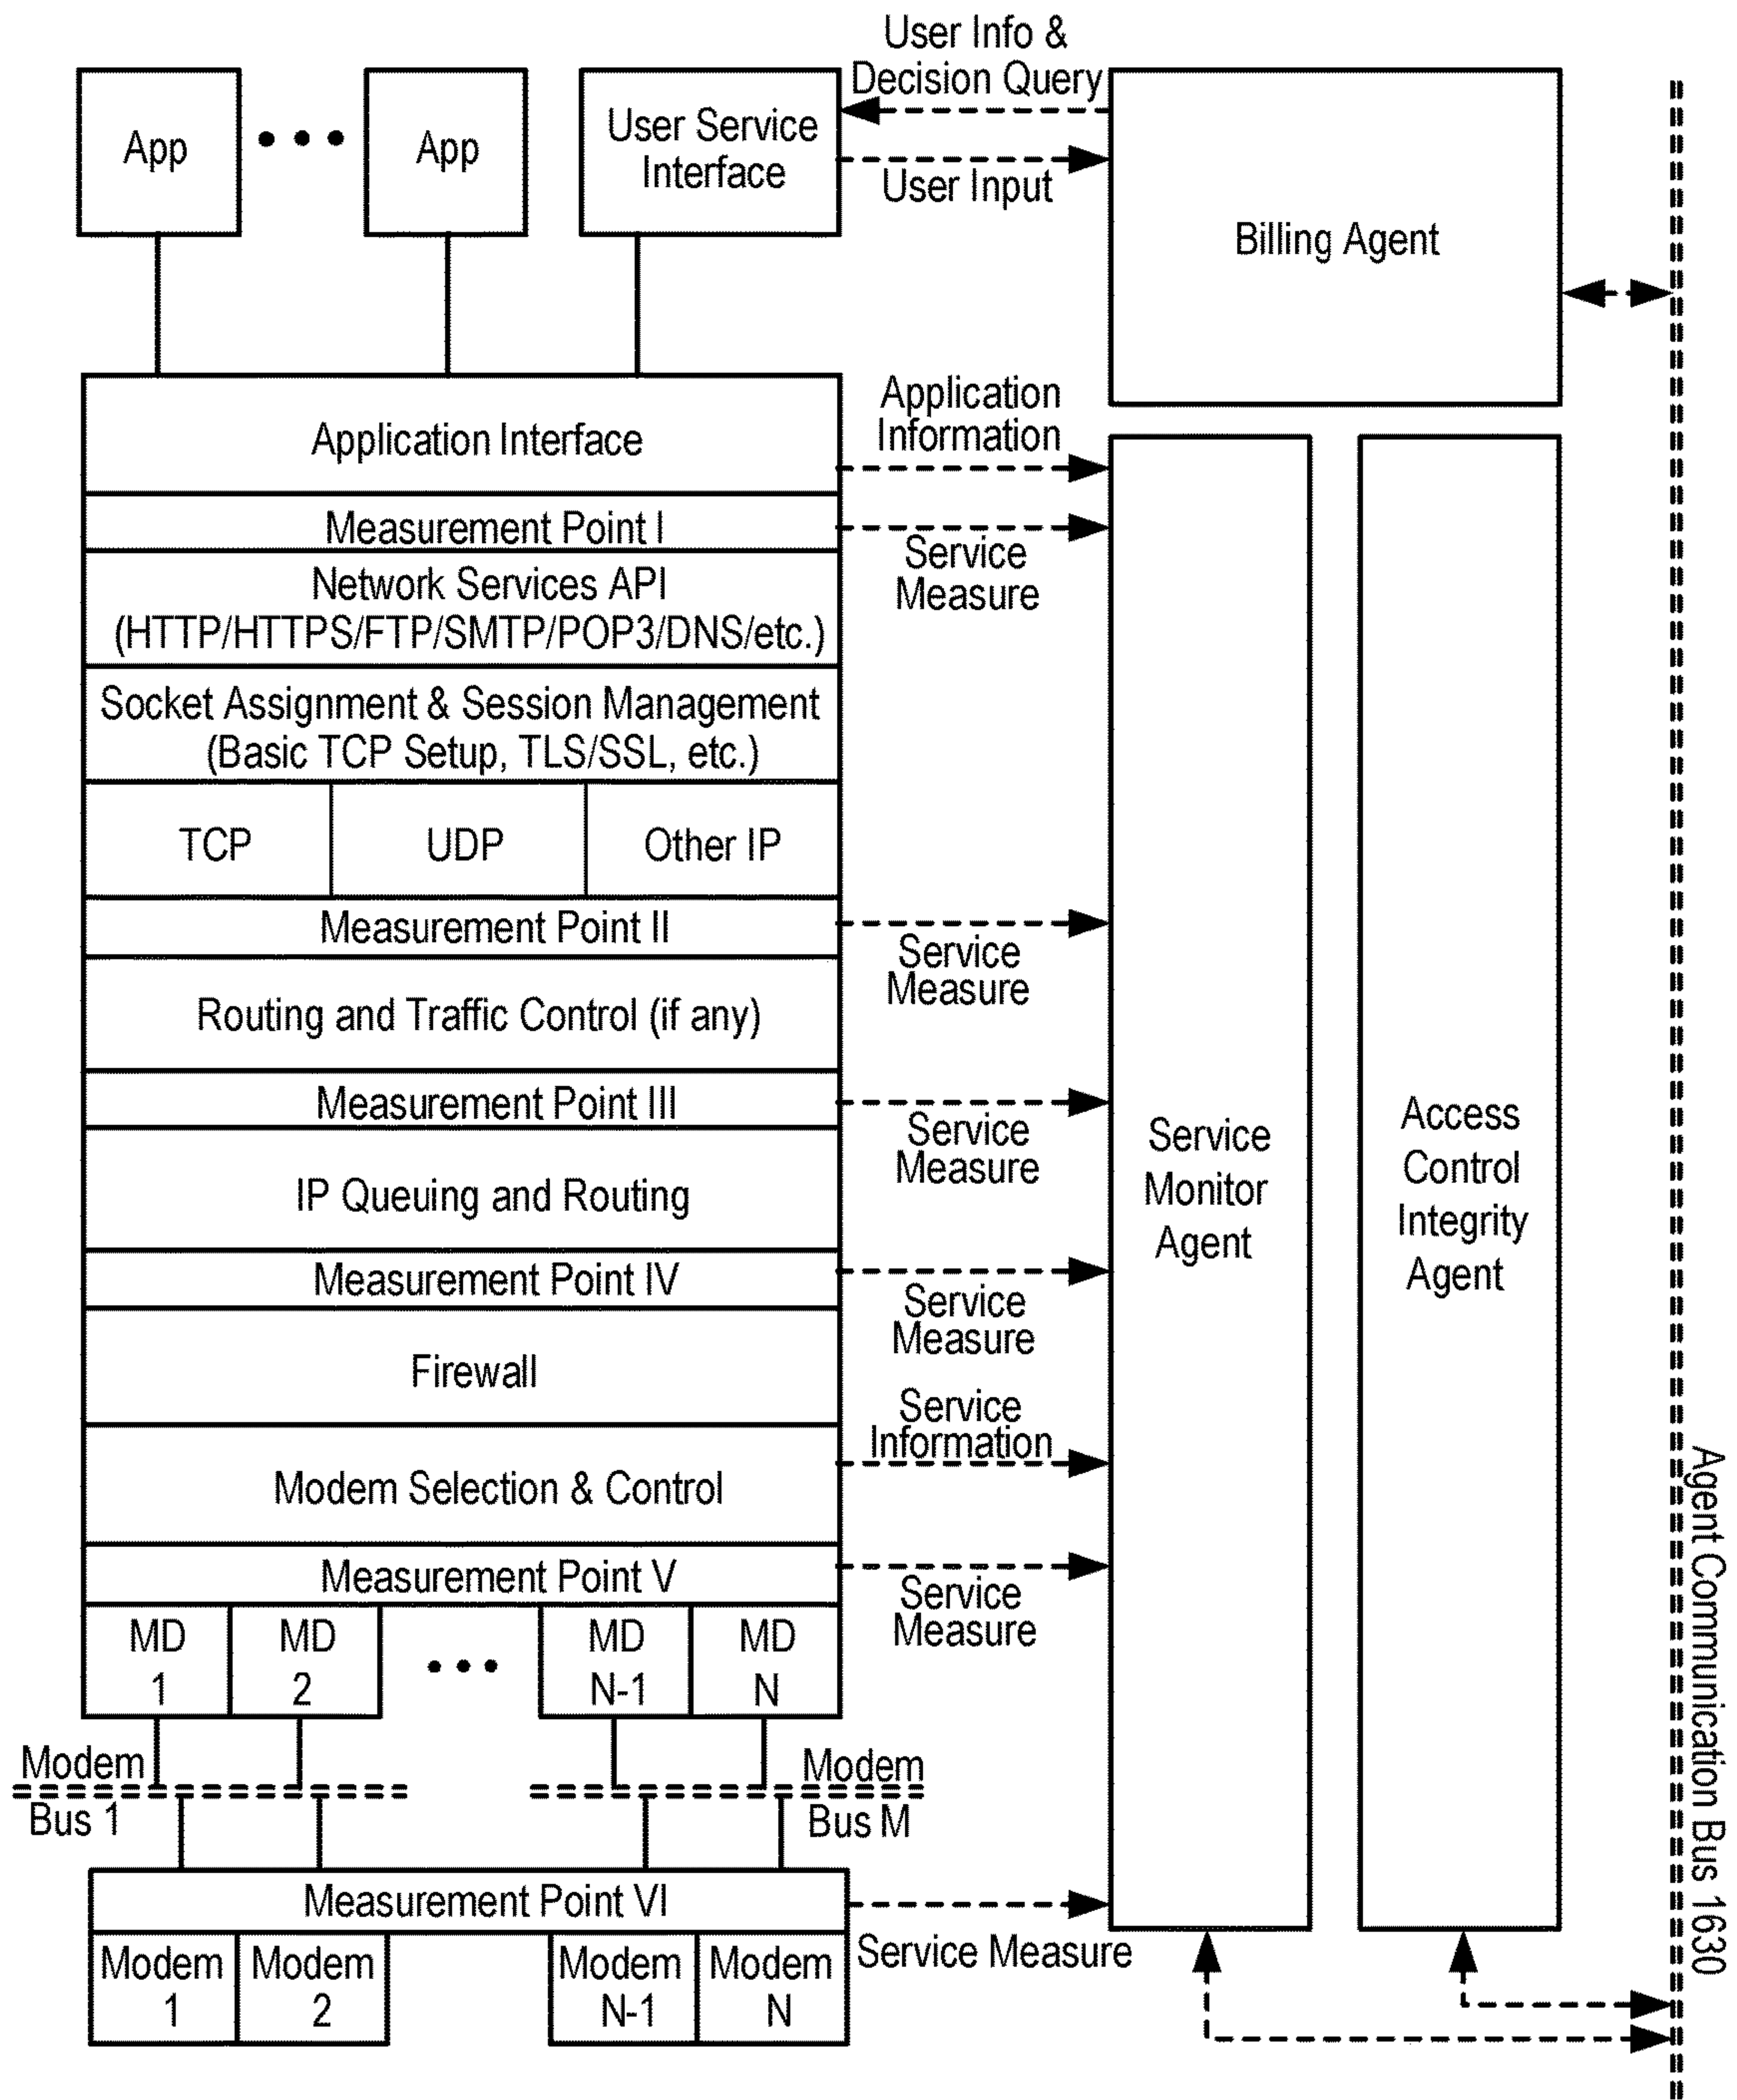 User Info &
Decision Query
App
App
User Service
Interface
User Input
Billing Agent
Application
Information
Application Interface
Measurement Point I
Service
Measure
Network Services API
(HTTP/HTTPS/FTP/SMTP/POP3/DNS/etc.)
Socket Assignment & Session Management
(Basic TCP Setup, TLS/SSL, etc.)
TCP
UDP
Other IP
Measurement Point II
Service
Measure
Routing and Traffic Control (if any)
Measurement Point III
Service
Measure
IP Queuing and Routing
Measurement Point IV
Service
Measure
Firewall
Service
Information
Modem Selection & Control
Measurement Point V
Service
Measure
MD
1
MD
2
MD
N-1
MD
N
Modem
Bus 1
Modem
Bus M
Measurement Point VI
Service Measure
Modem
1
Modem
2
Modem
N-1
Modem
N
Service
Monitor
Agent
Access
Control
Integrity
Agent
Agent Communication Bus 1630